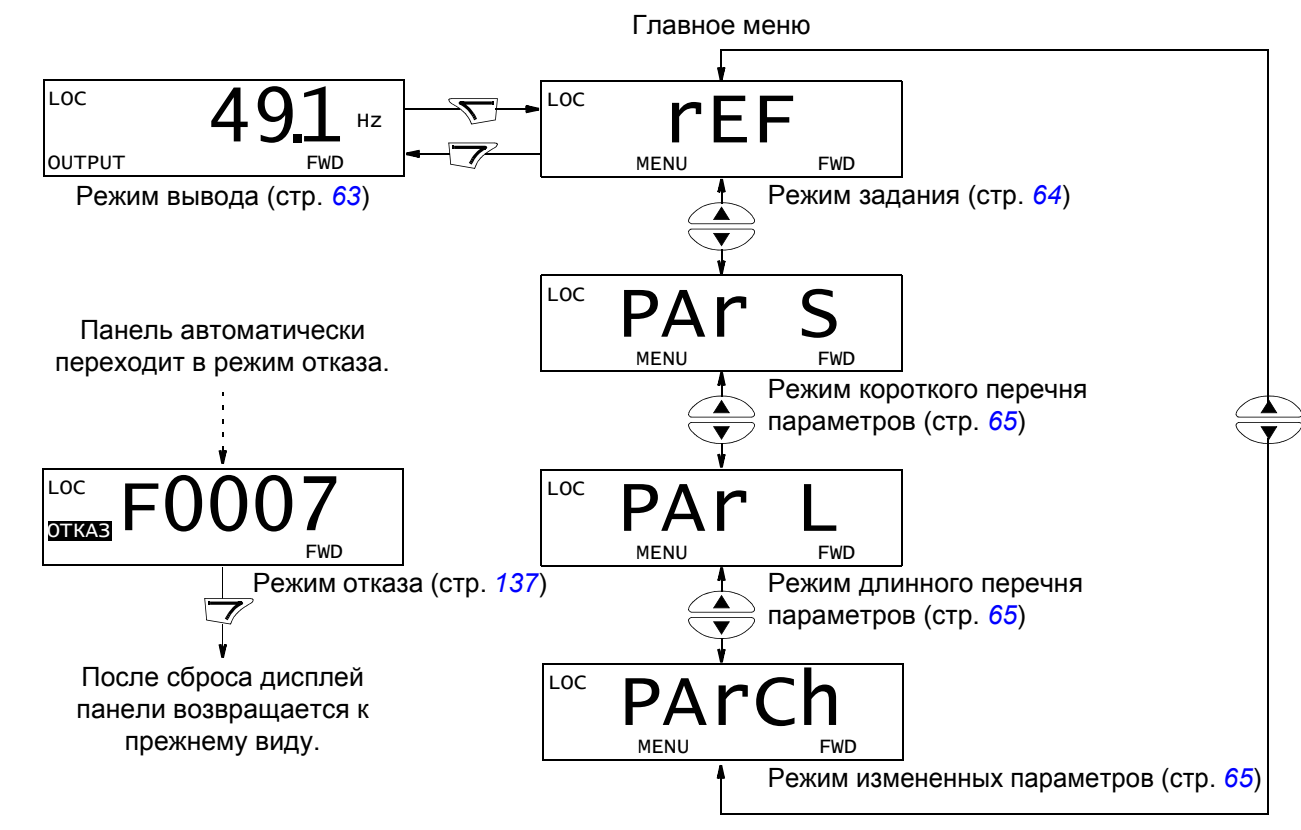 Главное меню
LOC
49.1 Hz
OUTPUT FWD
Режим вывода (стр. 63)
LOC
rEF
MENU FWD
Режим задания (стр. 64)
LOC
PAr S
MENU FWD
Режим короткого перечня
параметров (стр. 65)
Панель автоматически
переходит в режим отказа.
LOC
F0007
ОТКАЗ
FWD
Режим отказа (стр. 137)
После сброса дисплей
панели возвращается к
прежнему виду.
LOC
PAr L
MENU FWD
Режим длинного перечня
параметров (стр. 65)
LOC
PArCh
MENU FWD
Режим измененных параметров (стр. 65)